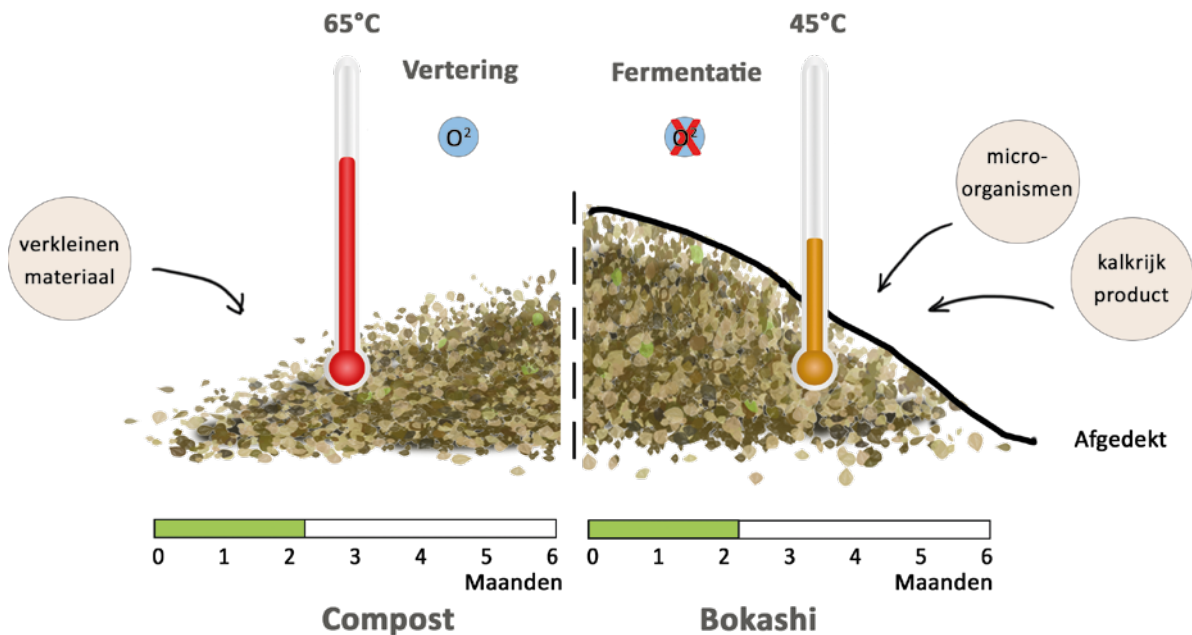 65°C
45°C
Vertering
Fermentatie
O²
O²
micro-
organismen
verkleinen
materiaal
kalkrijk
product
Afgedekt
0 1 2 3 4 5 6
Maanden
0 1 2 3 4 5 6
Maanden
Compost
Bokashi